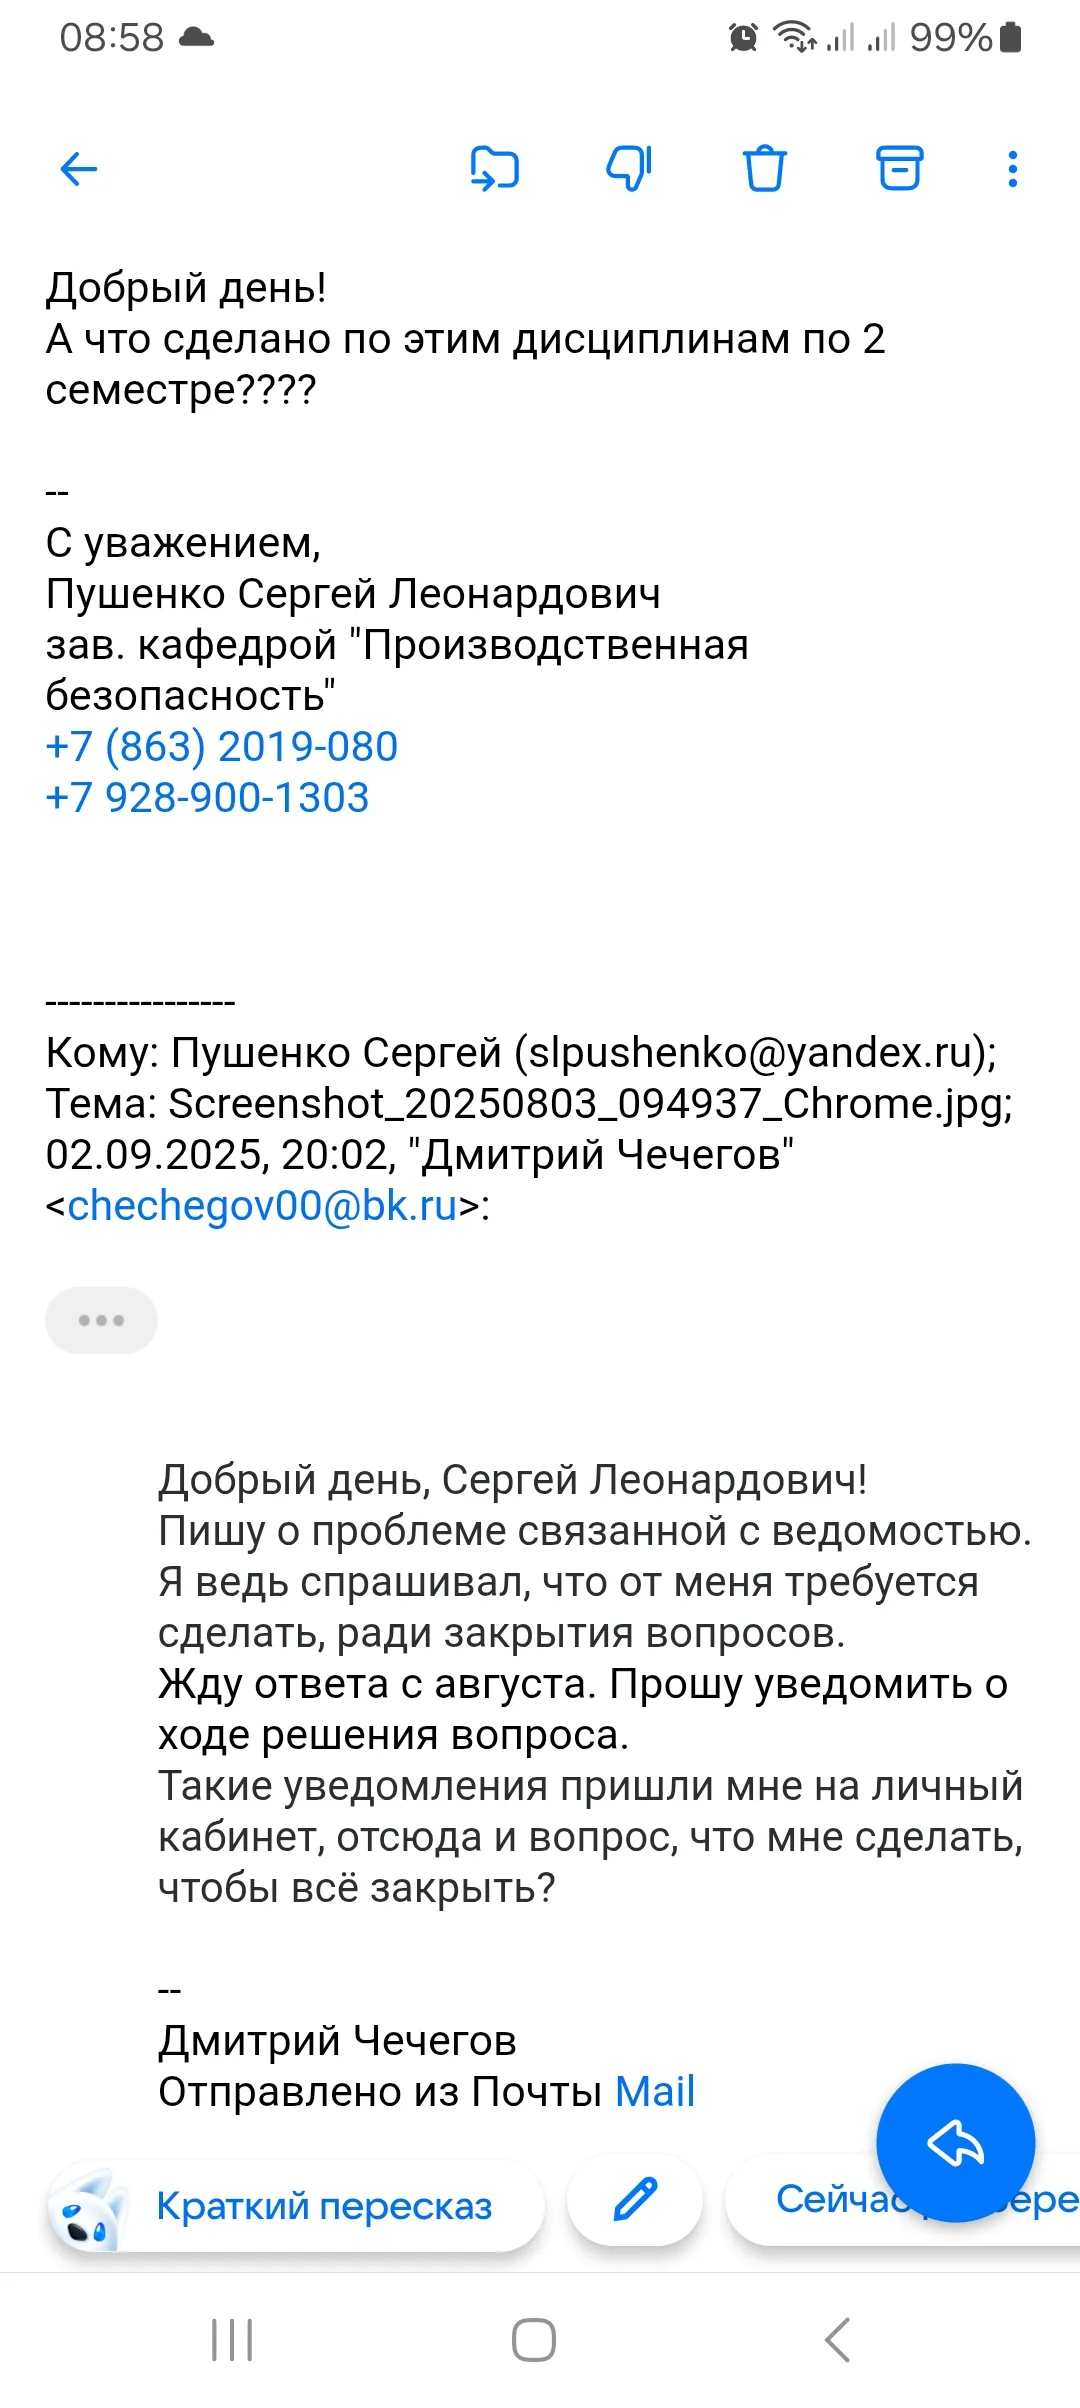 08:58
99%
Добрый день!
А что сделано по этим дисциплинам по 2
семестре????
--
С уважением,
Пушенко Сергей Леонардович
зав. кафедрой "Производственная
безопасность"
+7 (863) 2019-080
+7 928-900-1303
----------------
Кому: Пушенко Сергей (slpushenko@yandex.ru);
Тема: Screenshot_20250803_094937_Chrome.jpg;
02.09.2025, 20:02, "Дмитрий Чечегов"
<chechegov00@bk.ru>:
Добрый день, Сергей Леонардович!
Пишу о проблеме связанной с ведомостью.
Я ведь спрашивал, что от меня требуется
сделать, ради закрытия вопросов.
Жду ответа с августа. Прошу уведомить о
ходе решения вопроса.
Такие уведомления пришли мне на личный
кабинет, отсюда и вопрос, что мне сделать,
чтобы всё закрыть?
--
Дмитрий Чечегов
Отправлено из Почты Mail
Краткий пересказ